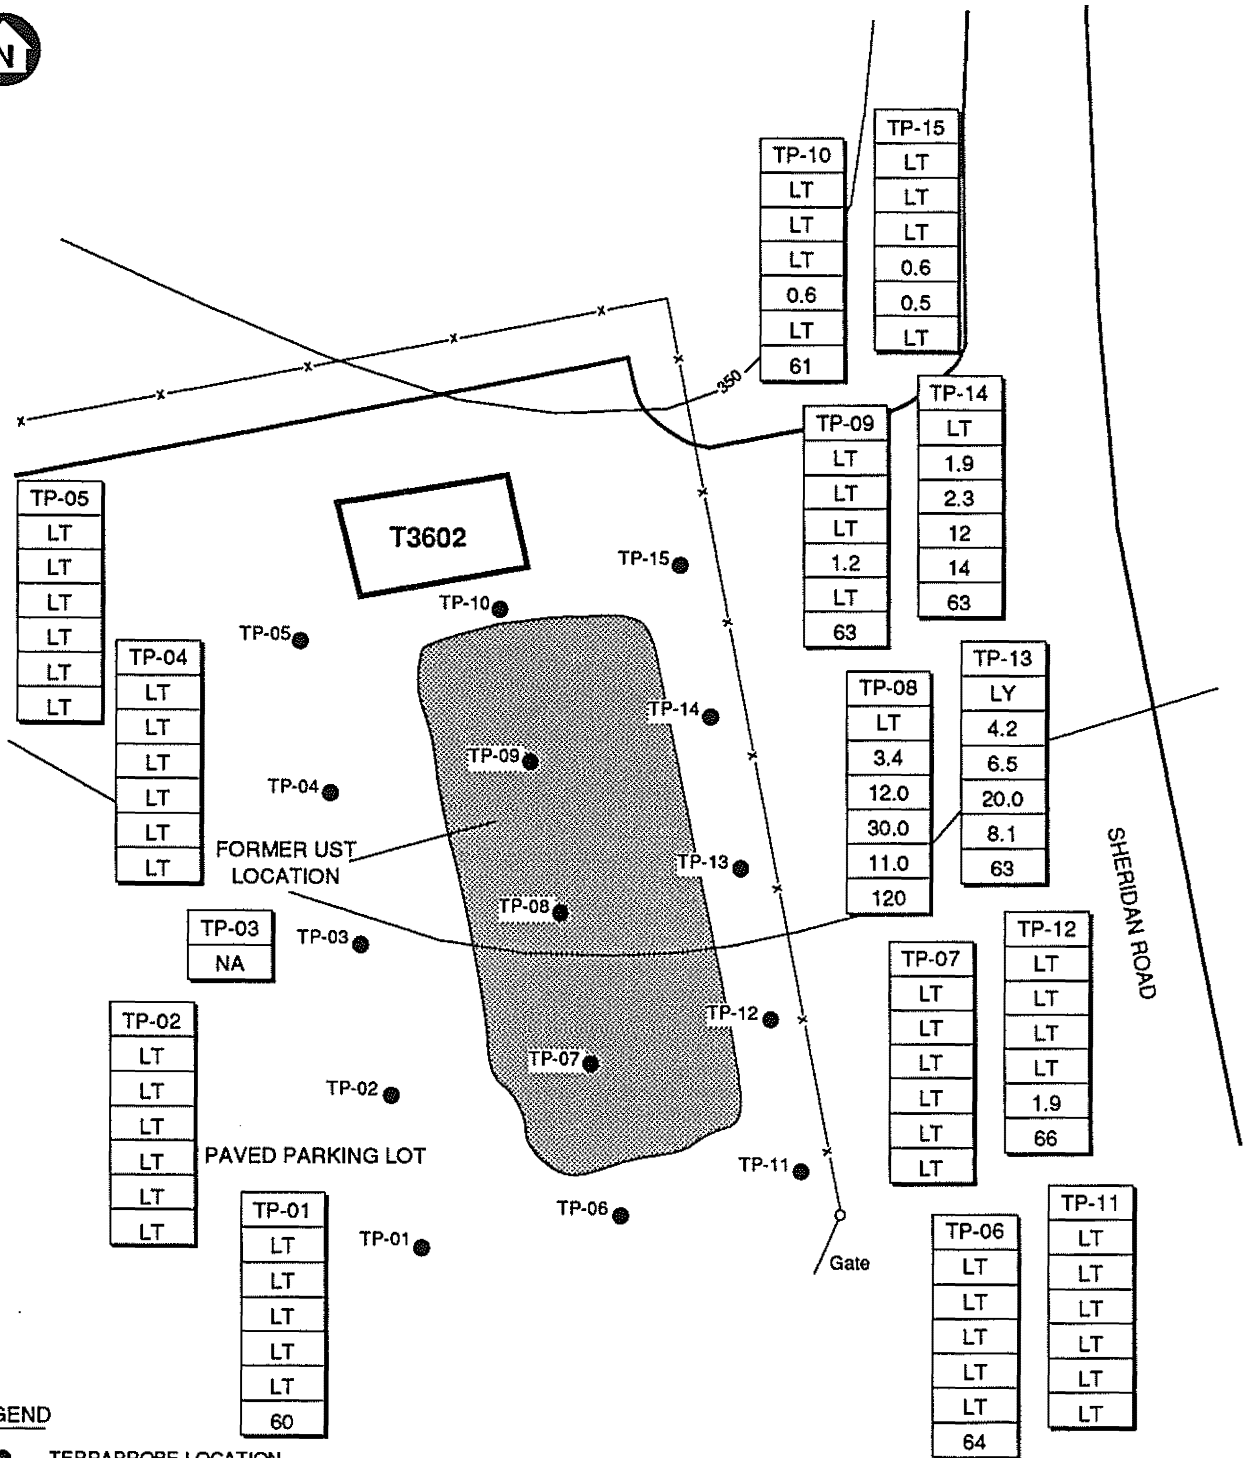 N
TP-15
LT
LT
LT
0.6
0.5
LT
TP-10
LT
LT
LT
0.6
LT
61
350
TP-14
LT
1.9
2.3
12
14
63
TP-09
LT
LT
LT
1.2
LT
63
TP-05
LT
LT
LT
LT
LT
LT
T3602
TP-15
TP-10
TP-05
TP-04
LT
LT
LT
LT
LT
LT
TP-13
LY
4.2
6.5
20.0
8.1
63
TP-08
LT
3.4
12.0
30.0
11.0
120
TP-14
TP-09
TP-04
FORMER UST
LOCATION
TP-13
TP-08
SHERIDAN ROAD
TP-03
NA
TP-03
TP-12
LT
LT
LT
LT
1.9
66
TP-07
LT
LT
LT
LT
LT
LT
TP-02
LT
LT
LT
LT
LT
LT
TP-12
TP-07
TP-02
PAVED PARKING LOT
TP-11
TP-06
TP-01
Gate
TP-01
LT
LT
LT
LT
LT
60
TP-11
LT
LT
LT
LT
LT
LT
TP-06
LT
LT
LT
LT
LT
64
GEND
TERRAPROBE LOCATION